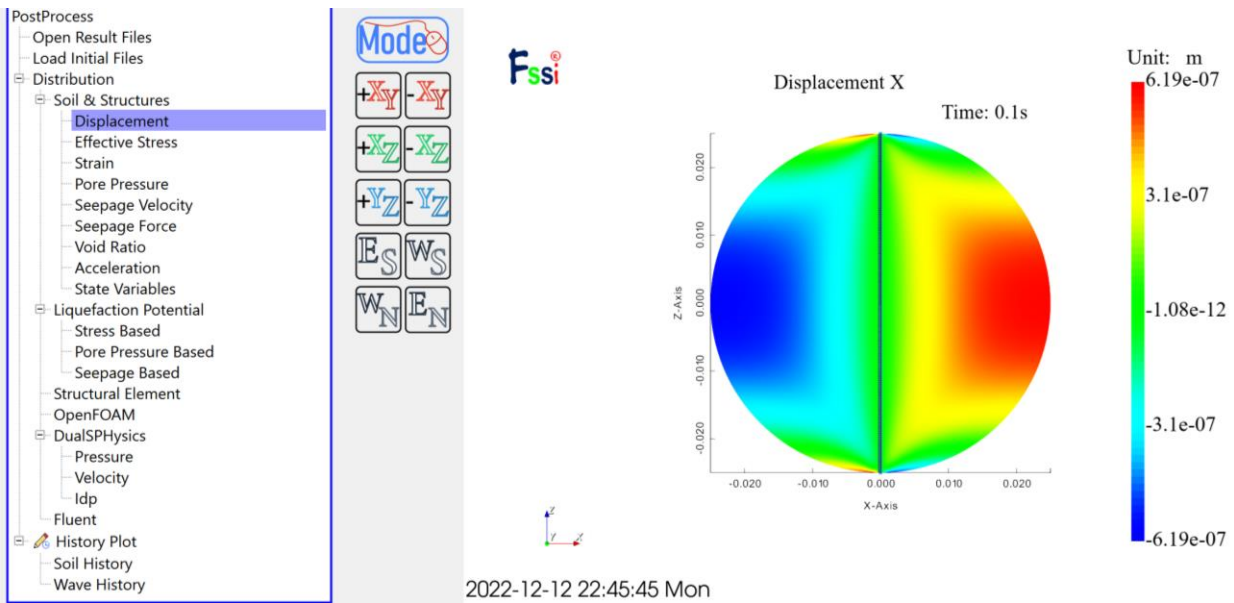 PostProcess
Open Result Files
Load Initial Files
Distribution
Soil & Structures
Displacement
Effective Stress
Strain
Pore Pressure
Seepage Velocity
Seepage Force
Void Ratio
Acceleration
State Variables
Liquefaction Potential
Stress Based
Pore Pressure Based
Seepage Based
Structural Element
OpenFOAM
DualSPHysics
Pressure
Velocity
Idp
Fluent
History Plot
Soil History
Wave History
Mode
+XY -XY
+XZ -XZ
+YZ -YZ
ES WS
WN EN
Fssi®
Displacement X
Time: 0.1s
Unit: m
6.19e-07
3.1e-07
-1.08e-12
-3.1e-07
-6.19e-07
Z-Axis
0.020
0.010
0.000
-0.010
-0.020
-0.020 -0.010 0.000 0.010 0.020
X-Axis
Z
Y X
2022-12-12 22:45:45 Mon